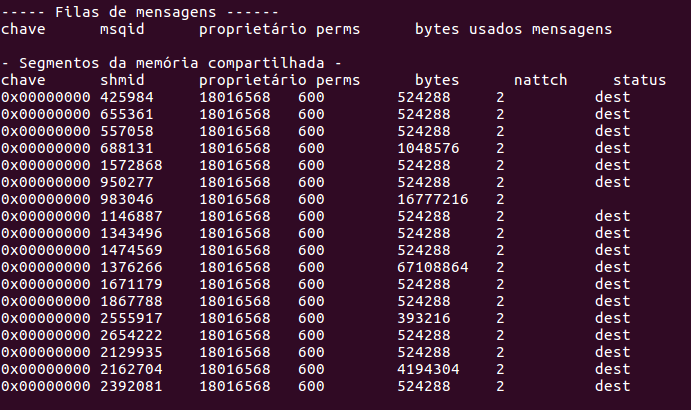 ----- Filas de mensagens ------
chave msqid proprietário perms bytes usados mensagens
- Segmentos da memória compartilhada -
chave shmid proprietário perms bytes nattch status
0x00000000 425984 18016568 600 524288 2 dest
0x00000000 655361 18016568 600 524288 2 dest
0x00000000 557058 18016568 600 524288 2 dest
0x00000000 688131 18016568 600 1048576 2 dest
0x00000000 1572868 18016568 600 524288 2 dest
0x00000000 950277 18016568 600 524288 2 dest
0x00000000 983046 18016568 600 16777216 2
0x00000000 1146887 18016568 600 524288 2 dest
0x00000000 1343496 18016568 600 524288 2 dest
0x00000000 1474569 18016568 600 524288 2 dest
0x00000000 1376266 18016568 600 67108864 2 dest
0x00000000 1671179 18016568 600 524288 2 dest
0x00000000 1867788 18016568 600 524288 2 dest
0x00000000 2555917 18016568 600 393216 2 dest
0x00000000 2654222 18016568 600 524288 2 dest
0x00000000 2129935 18016568 600 524288 2 dest
0x00000000 2162704 18016568 600 4194304 2 dest
0x00000000 2392081 18016568 600 524288 2 dest